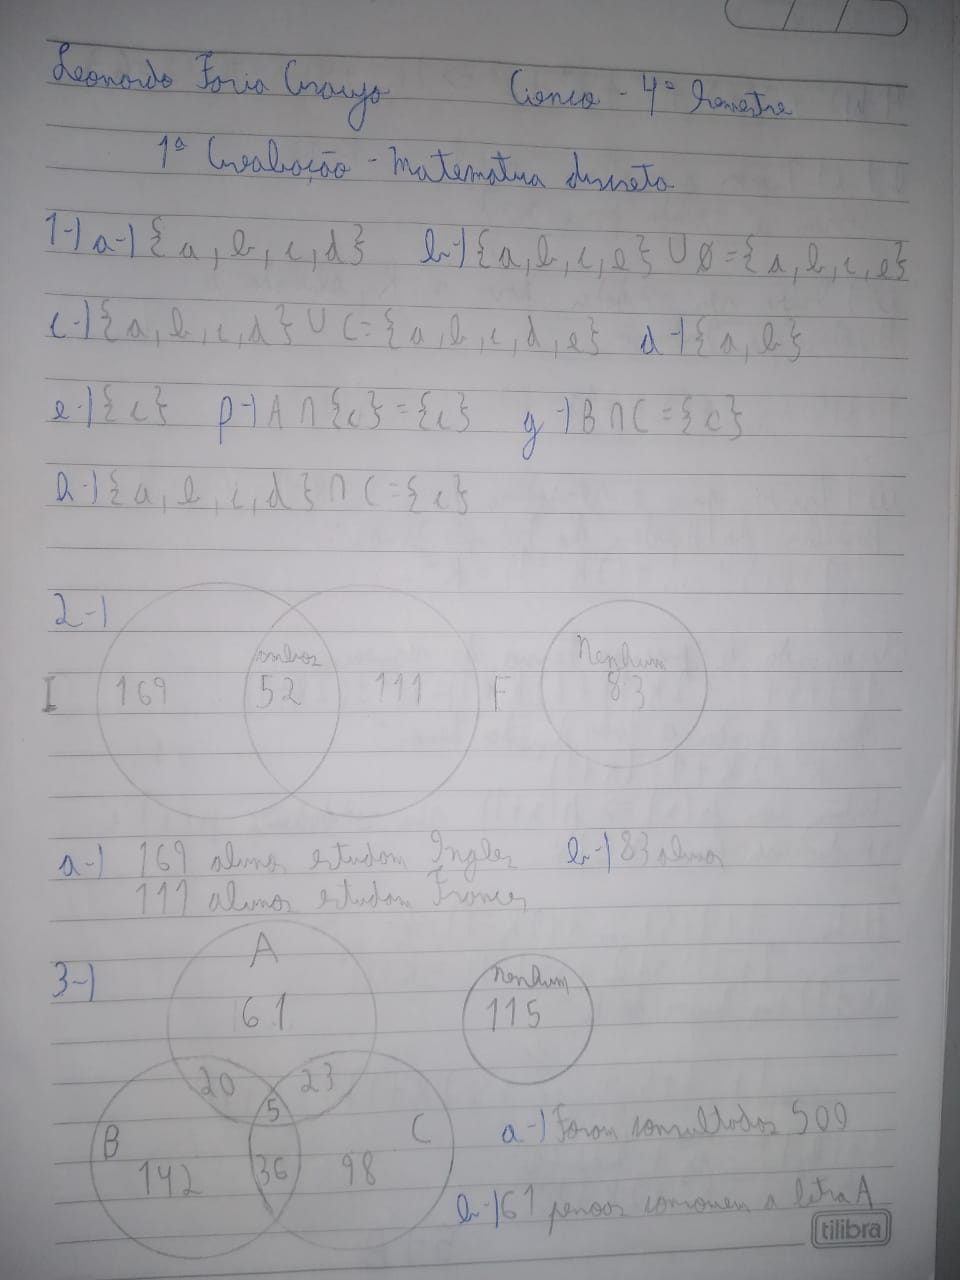 Leonardo Faria Araujo Cienca - 4º Semestre
1ª Avaliação - Matematica discreta
1-) a-) {a, b, c, d} b-) {a, b, c, e} ∪ ∅ = {a, b, c, e}
c-) {a, b, c, d} ∪ C = {a, b, c, d, e} d-) {a, b}
e-) {c} f-) A ∩ {c} = {c} g-) B ∩ C = {c}
h-) {a, b, c, d} ∩ C = {c}
2-)
ambos Nenhum
I 169 52 111 F 83
a-) 169 alunos estudam Ingles b-) 83 alunos
111 alunos estudam Frances
A
3-) Nenhum
61 115
20 23
5
B C a-) Foram consultados 500
142 36 98
b-) 61 pessoas consomem a letra A
tilibra